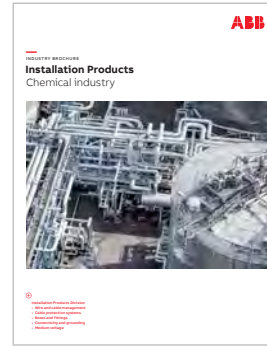 ABB
INDUSTRY BROCHURE
Installation Products
Chemical industry
Installation Products Division
- Wire and cable management
- Cable protection systems
- Boxes and fittings
- Connectivity and grounding
- Medium voltage